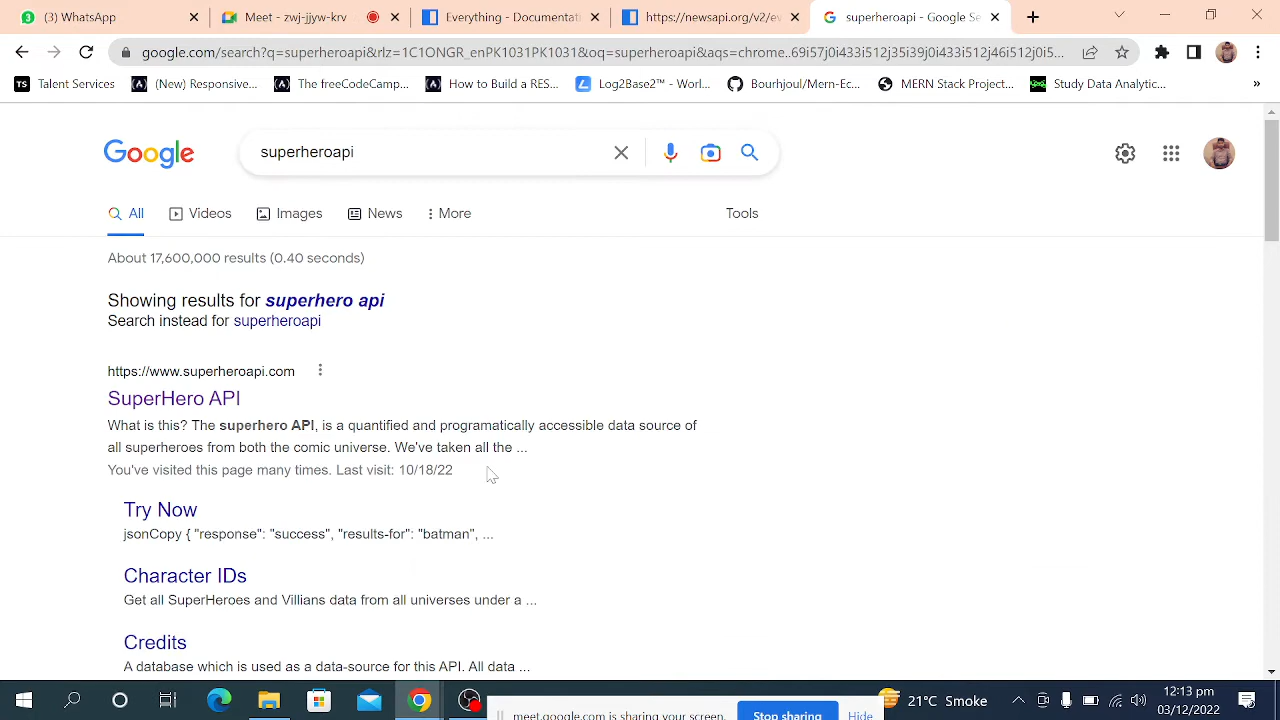 (3) WhatsApp
Meet - zwj-jjyw-krv
Everything - Documentati
https://newsapi.org/v2/ev
superheroapi - Google Se
google.com/search?q=superheroapi&rlz=1C1ONGR_enPK1031PK1031&oq=superheroapi&aqs=chrome..69i57j0i433i512j35i39j0i433i512j46i512j0i5...
TS Talent Services
(New) Responsive...
The freeCodeCamp...
How to Build a RES...
Log2Base2™ - Worl...
Bourhjoul/Mern-Ec...
MERN Stack Project...
Study Data Analytic...
»
Google
superheroapi
All
Videos
Images
News
More
Tools
About 17,600,000 results (0.40 seconds)
Showing results for superhero api
Search instead for superheroapi
https://www.superheroapi.com
SuperHero API
What is this? The superhero API, is a quantified and programatically accessible data source of
all superheroes from both the comic universe. We've taken all the ...
You've visited this page many times. Last visit: 10/18/22
Try Now
jsonCopy { "response": "success", "results-for": "batman", ...
Character IDs
Get all SuperHeroes and Villians data from all universes under a ...
Credits
A database which is used as a data-source for this API. All data ...
meet.google.com is sharing your screen.
Stop sharing
Hide
21°C Smoke
12:13 pm
03/12/2022